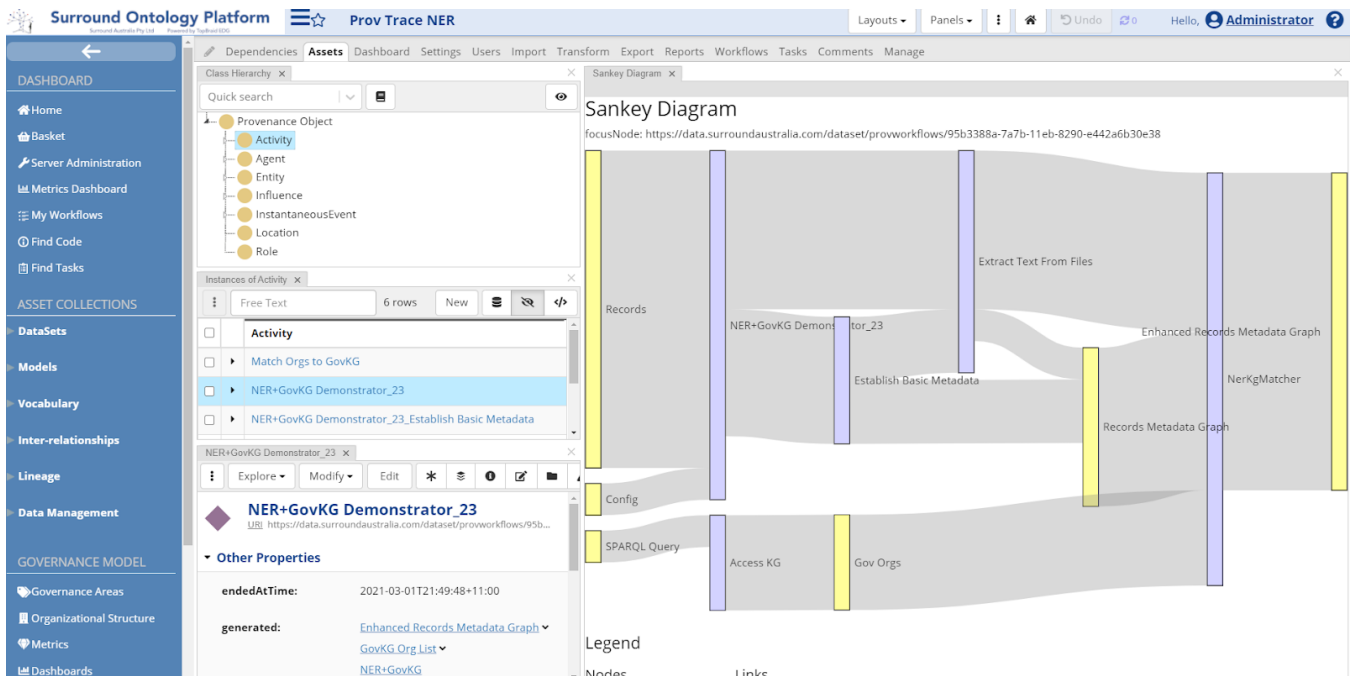 Surround Ontology Platform
Surround Australia Pty Ltd Powered by TopBraid EDG
Prov Trace NER
Layouts
Panels
Undo
0
Hello, Administrator
Dependencies Assets Dashboard Settings Users Import Transform Export Reports Workflows Tasks Comments Manage
DASHBOARD
Home
Basket
Server Administration
Metrics Dashboard
My Workflows
Find Code
Find Tasks
ASSET COLLECTIONS
DataSets
Models
Vocabulary
Inter-relationships
Lineage
Data Management
GOVERNANCE MODEL
Governance Areas
Organizational Structure
Metrics
Dashboards
Class Hierarchy
Quick search
Provenance Object
Activity
Agent
Entity
Influence
InstantaneousEvent
Location
Role
Instances of Activity
Free Text
6 rows
New
Activity
Match Orgs to GovKG
NER+GovKG Demonstrator_23
NER+GovKG Demonstrator_23_Establish Basic Metadata
NER+GovKG Demonstrator_23
Explore
Modify
Edit
NER+GovKG Demonstrator_23
URI https://data.surroundaustralia.com/dataset/provworkflows/95b...
Other Properties
endedAtTime: 2021-03-01T21:49:48+11:00
generated: Enhanced Records Metadata Graph
GovKG Org List
NER+GovKG
Sankey Diagram
Sankey Diagram
focusNode: https://data.surroundaustralia.com/dataset/provworkflows/95b3388a-7a7b-11eb-8290-e442a6b30e38
Extract Text From Files
Records
NER+GovKG Demonstrator_23
Enhanced Records Metadata Graph
Establish Basic Metadata
NerKgMatcher
Records Metadata Graph
Config
SPARQL Query
Access KG
Gov Orgs
Legend
Nodes
Links